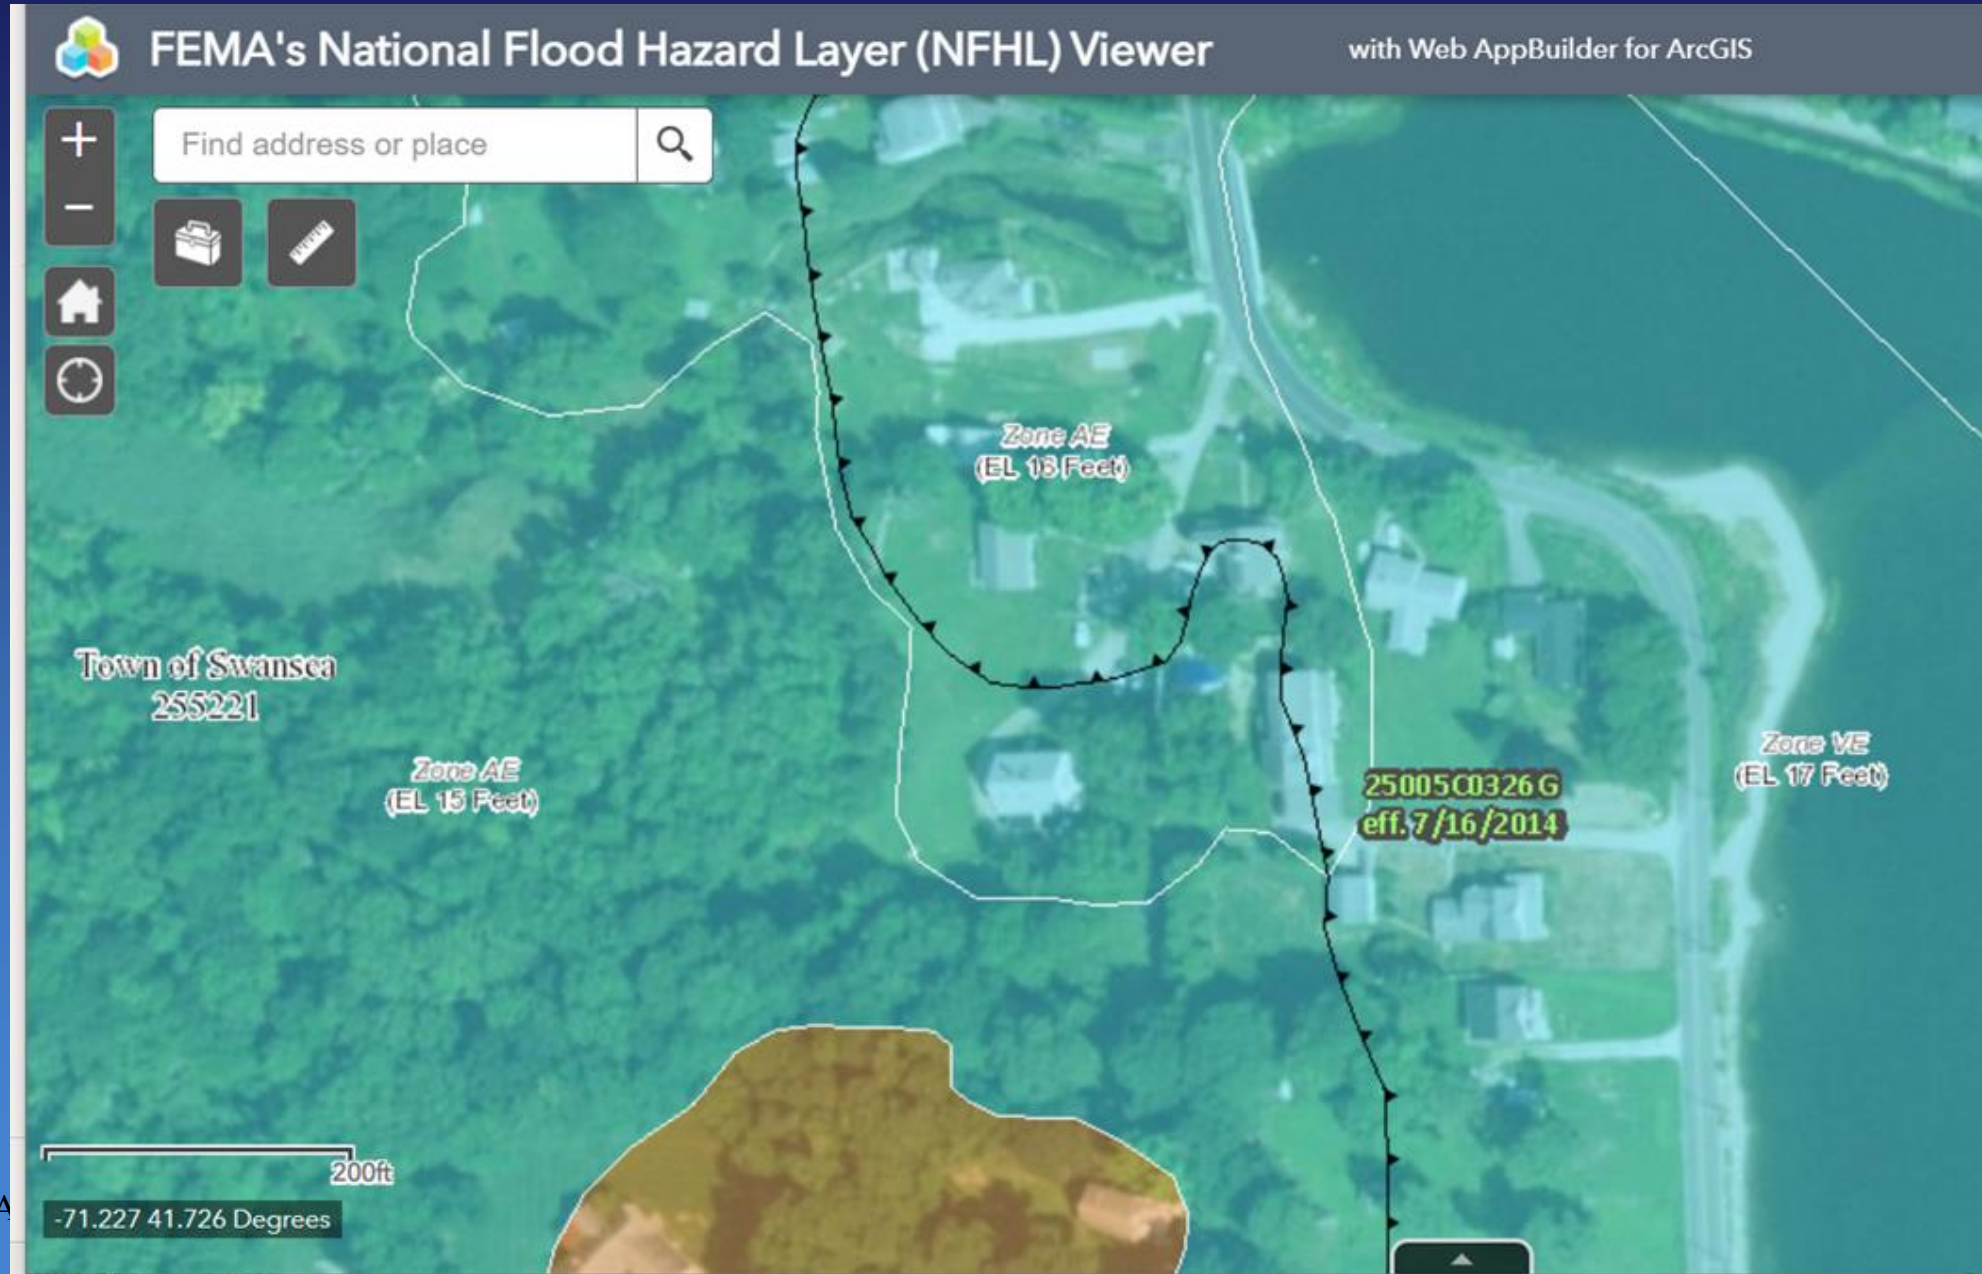 FEMA's National Flood Hazard Layer (NFHL) Viewer
with Web AppBuilder for ArcGIS
+
Find address or place
−
Zone AE
(EL 16 Feet)
Town of Swansea
255221
Zone AE
(EL 15 Feet)
Zone VE
(EL 17 Feet)
25005C0326G
eff. 7/16/2014
200ft
A
-71.227 41.726 Degrees